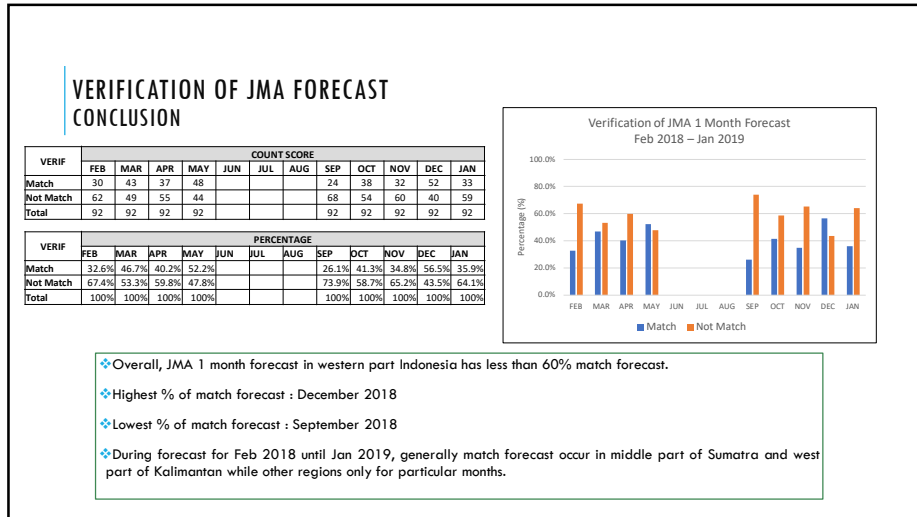 VERIFICATION OF JMA FORECAST
CONCLUSION
VERIF COUNT SCORE
FEB MAR APR MAY JUN JUL AUG SEP OCT NOV DEC JAN
Match 30 43 37 48 24 38 32 52 33
Not Match 62 49 55 44 68 54 60 40 59
Total 92 92 92 92 92 92 92 92 92
VERIF PERCENTAGE
FEB MAR APR MAY JUN JUL AUG SEP OCT NOV DEC JAN
Match 32.6% 46.7% 40.2% 52.2% 26.1% 41.3% 34.8% 56.5% 35.9%
Not Match 67.4% 53.3% 59.8% 47.8% 73.9% 58.7% 65.2% 43.5% 64.1%
Total 100% 100% 100% 100% 100% 100% 100% 100% 100%
Verification of JMA 1 Month Forecast
Feb 2018 – Jan 2019
Percentage (%)
100.0%
80.0%
60.0%
40.0%
20.0%
0.0%
FEB MAR APR MAY JUN JUL AUG SEP OCT NOV DEC JAN
Match Not Match
❖Overall, JMA 1 month forecast in western part Indonesia has less than 60% match forecast.
❖Highest % of match forecast : December 2018
❖Lowest % of match forecast : September 2018
❖During forecast for Feb 2018 until Jan 2019, generally match forecast occur in middle part of Sumatra and west
part of Kalimantan while other regions only for particular months.